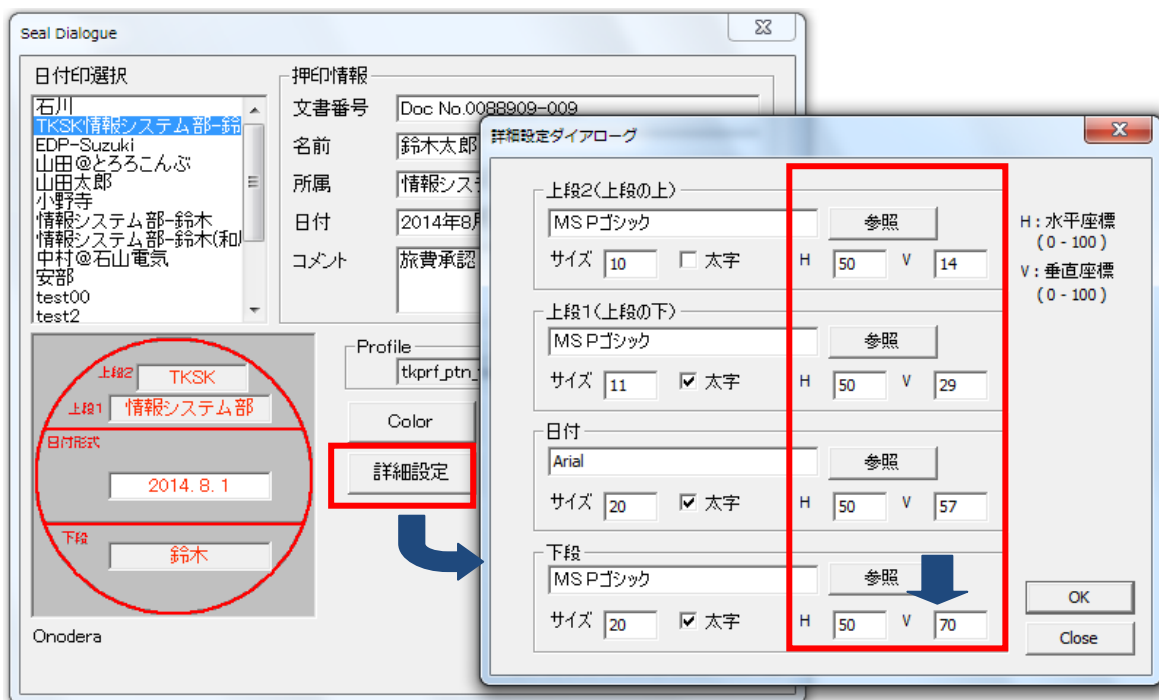 Seal Dialogue
日付印選択
石川
TKSK情報システム部-鈴
EDP-Suzuki
山田@とろろこんぶ
山田太郎
小野寺
情報システム部-鈴木
情報システム部-鈴木(和
中村@石山電気
安部
test00
test2
押印情報
文書番号 Doc No.0088909-009
名前 鈴木太郎
所属 情報シス
日付 2014年8
コメント 旅費承認
上段2 TKSK
上段1 情報システム部
日付形式
2014. 8. 1
下段 鈴木
Onodera
Profile
tkprf_ptn_
Color
詳細設定
詳細設定ダイアローグ
上段2(上段の上)
MS Pゴシック 参照
サイズ 10 太字 H 50 V 14
上段1(上段の下)
MS Pゴシック 参照
サイズ 11 太字 H 50 V 29
日付
Arial 参照
サイズ 20 太字 H 50 V 57
下段
MS Pゴシック 参照
サイズ 20 太字 H 50 V 70
H : 水平座標
( 0 - 100 )
V : 垂直座標
( 0 - 100 )
OK
Close